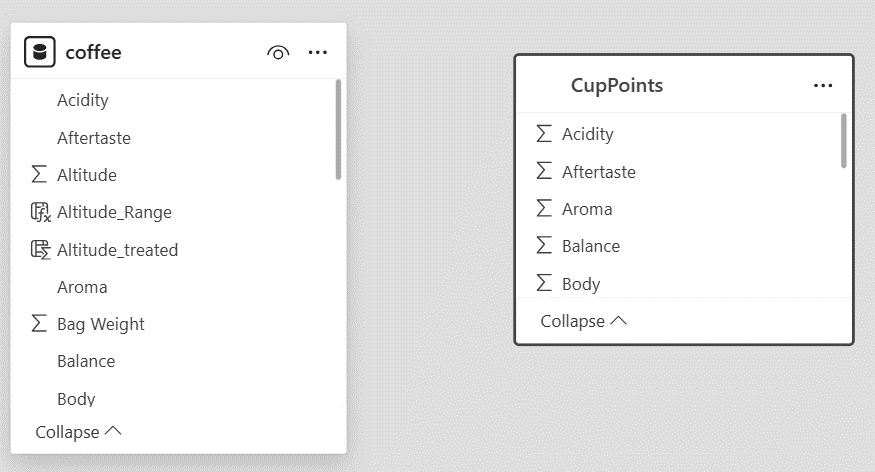 coffee
Acidity
Aftertaste
Altitude
Altitude_Range
Altitude_treated
Aroma
Bag Weight
Balance
Body
Collapse
CupPoints
Acidity
Aftertaste
Aroma
Balance
Body
Collapse